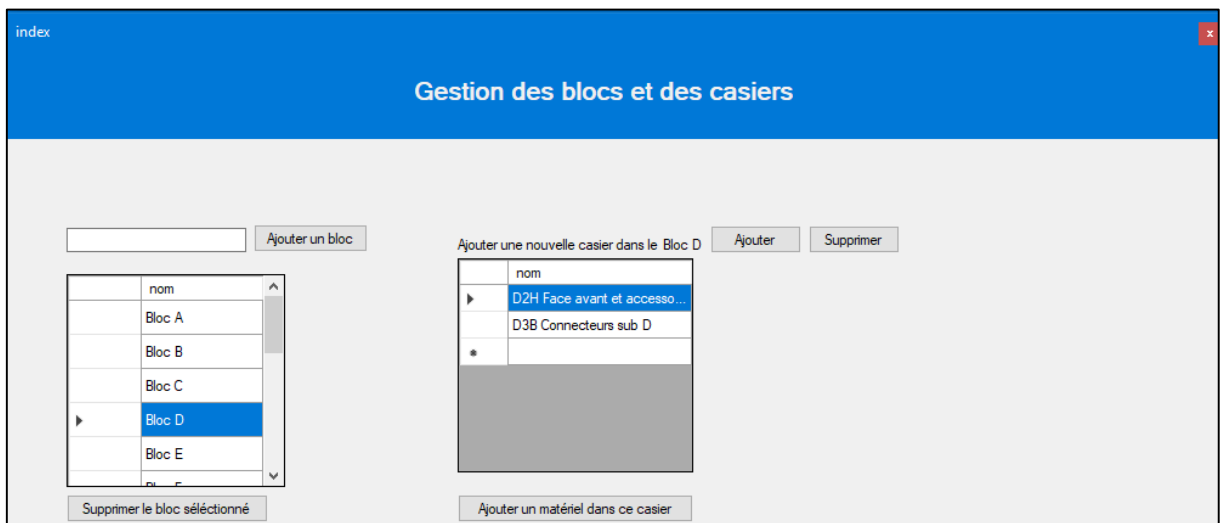 index
x
Gestion des blocs et des casiers
Ajouter un bloc
Ajouter une nouvelle casier dans le Bloc D
Ajouter
Supprimer
nom
Bloc A
Bloc B
Bloc C
Bloc D
Bloc E
nom
D2H Face avant et accesso...
D3B Connecteurs sub D
Supprimer le bloc séléctionné
Ajouter un matériel dans ce casier